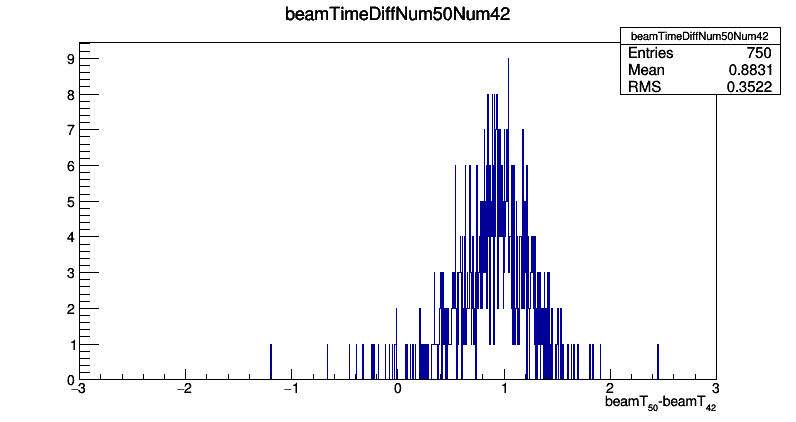 beamTimeDiffNum50Num42
beamTimeDiffNum50Num42
Entries 750
Mean 0.8831
RMS 0.3522
9
8
7
6
5
4
3
2
1
0
−3 −2 −1 0 1 2 3
beamT50-beamT42